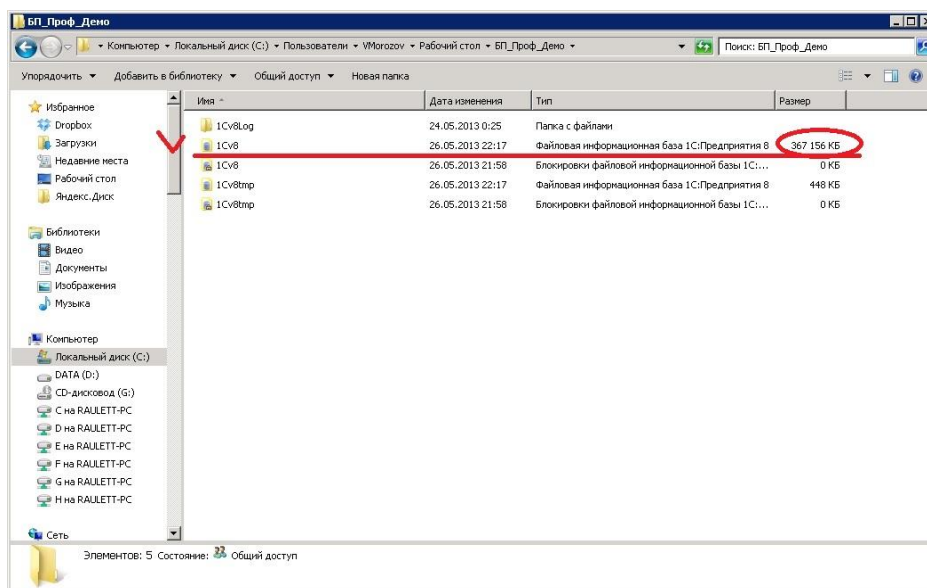 БП_Проф_Демо
Компьютер ▾ Локальный диск (C:) ▾ Пользователи ▾ VMorozov ▾ Рабочий стол ▾ БП_Проф_Демо ▾
Поиск: БП_Проф_Демо
Упорядочить ▾ Добавить в библиотеку ▾ Общий доступ ▾ Новая папка
Имя Дата изменения Тип Размер
1Cv8Log 24.05.2013 0:25 Папка с файлами
1Cv8 26.05.2013 22:17 Файловая информационная база 1С:Предприятия 8 367 156 КБ
1Cv8 26.05.2013 21:58 Блокировки файловой информационной базы 1С:... 0 КБ
1Cv8tmp 26.05.2013 22:17 Файловая информационная база 1С:Предприятия 8 448 КБ
1Cv8tmp 26.05.2013 21:58 Блокировки файловой информационной базы 1С:... 0 КБ
Избранное
Dropbox
Загрузки
Недавние места
Рабочий стол
Яндекс.Диск
Библиотеки
Видео
Документы
Изображения
Музыка
Компьютер
Локальный диск (C:)
DATA (D:)
CD-дисковод (G:)
C на RAULETT-PC
D на RAULETT-PC
E на RAULETT-PC
F на RAULETT-PC
G на RAULETT-PC
H на RAULETT-PC
Сеть
Элементов: 5 Состояние: Общий доступ